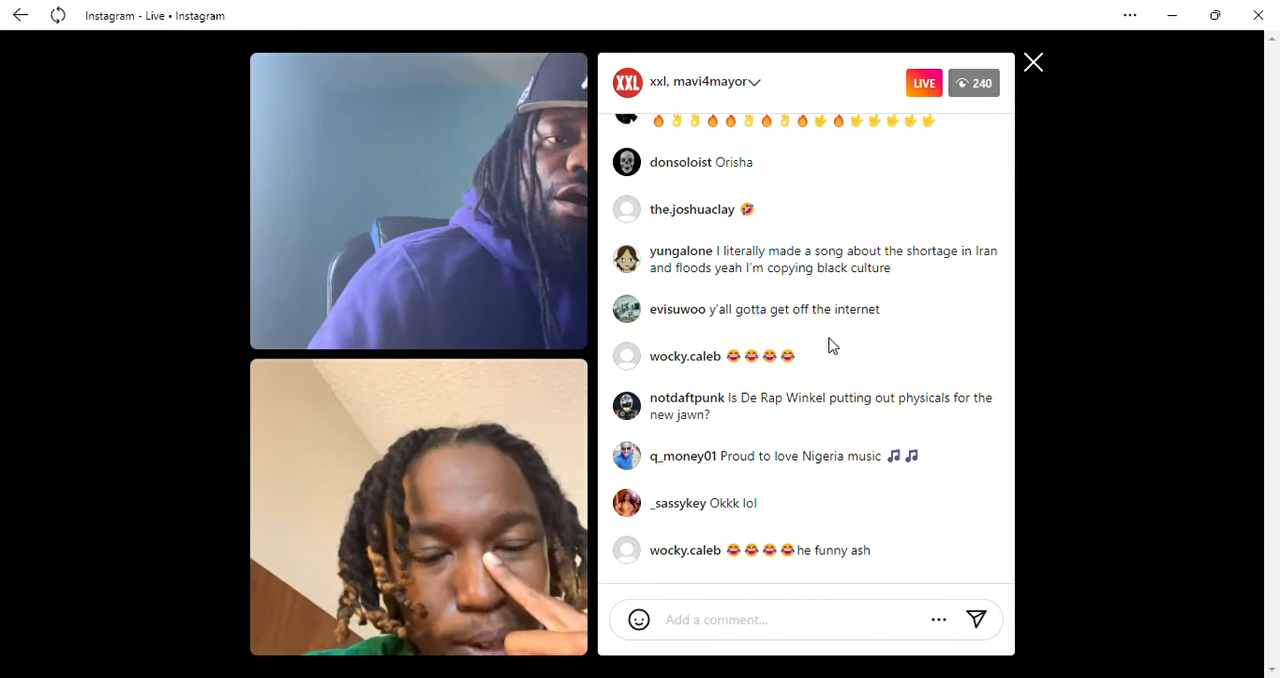 Instagram - Live • Instagram
XXL
xxl, mavi4mayor
LIVE
240
🔥👌👌🔥🔥👌🔥👌🔥🤟🔥🤟🤟🤟🤟🤟
donsoloist Orisha
the.joshuaclay 🤣
yungalone I literally made a song about the shortage in Iran
and floods yeah I'm copying black culture
evisuwoo y'all gotta get off the internet
wocky.caleb 😂😂😂😂
notdaftpunk Is De Rap Winkel putting out physicals for the
new jawn?
q_money01 Proud to love Nigeria music 🎵🎵
_sassykey Okkk lol
wocky.caleb 😂😂😂😂he funny ash
Add a comment...